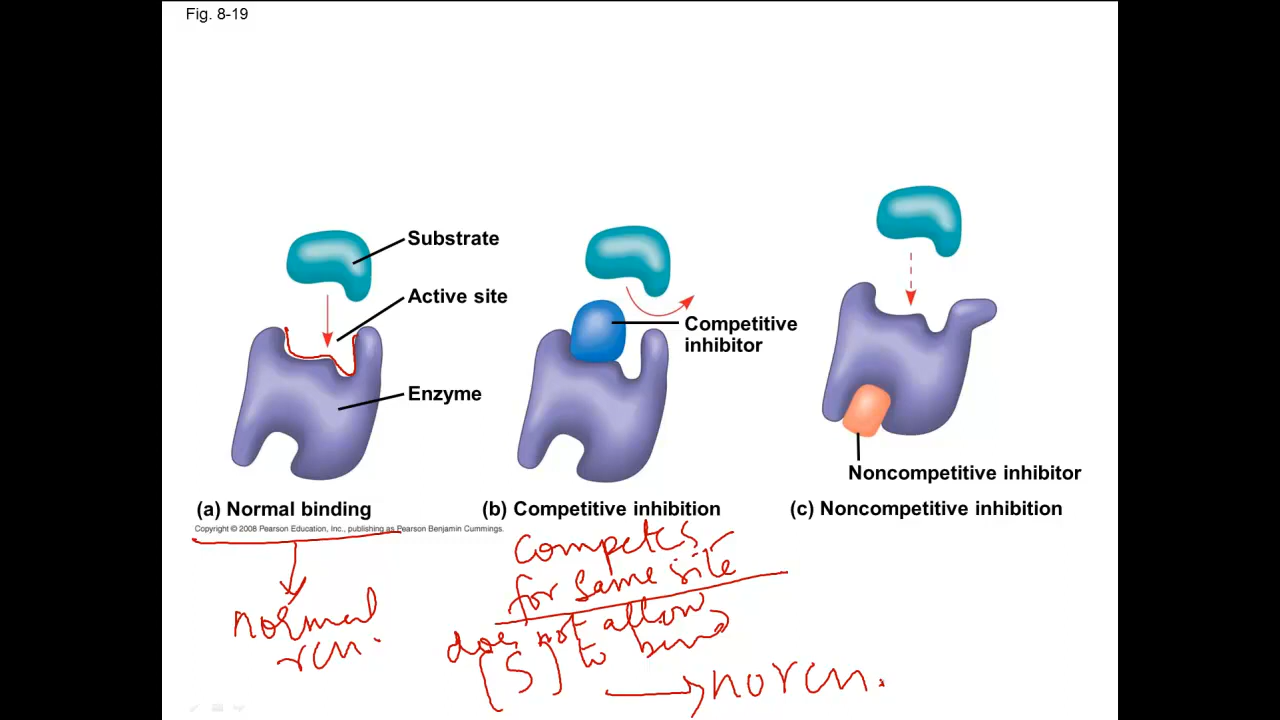 Fig. 8-19
Substrate
Active site
Enzyme
Competitive
inhibitor
Noncompetitive inhibitor
(a) Normal binding
(b) Competitive inhibition
(c) Noncompetitive inhibition
Copyright © 2008 Pearson Education, Inc., publishing as Pearson Benjamin Cummings.
normal
rxn.
Competes
for same site
does not allow
[S] to bind
→ no rxn.